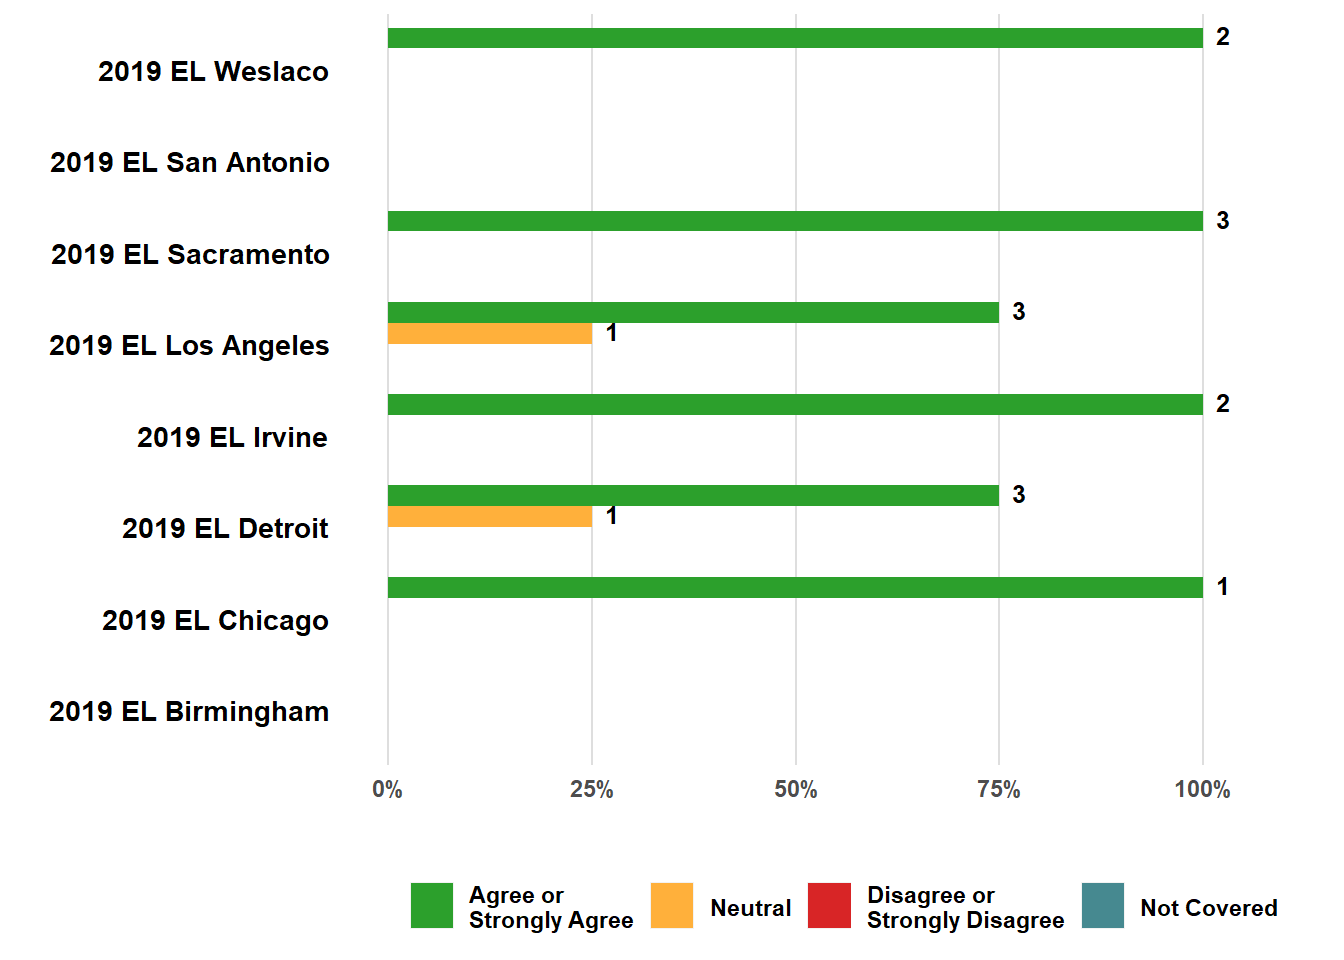 2
2019 EL Weslaco
2019 EL San Antonio
3
2019 EL Sacramento
3
1
2019 EL Los Angeles
2
2019 EL Irvine
3
1
2019 EL Detroit
1
2019 EL Chicago
2019 EL Birmingham
0% 25% 50% 75% 100%
Agree or
Strongly Agree
Neutral
Disagree or
Strongly Disagree
Not Covered